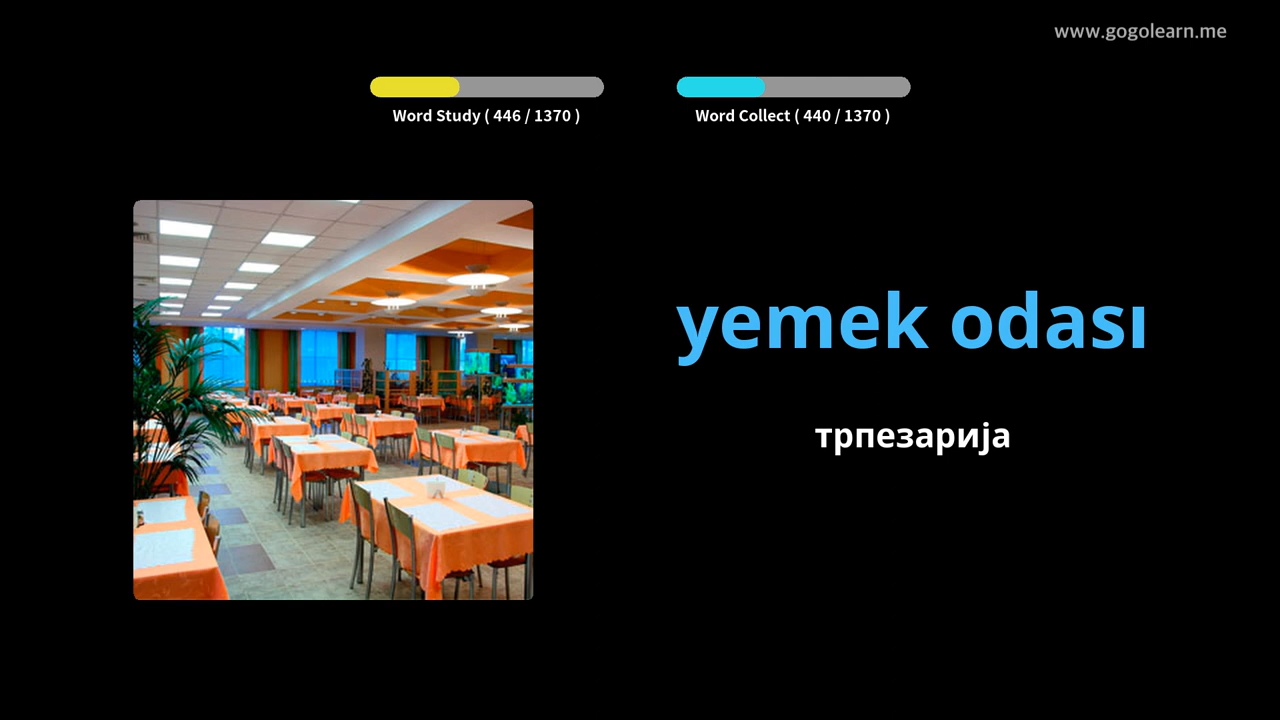 www.gogolearn.me
Word Study ( 446 / 1370 )
Word Collect ( 440 / 1370 )
yemek odası
трпезарија